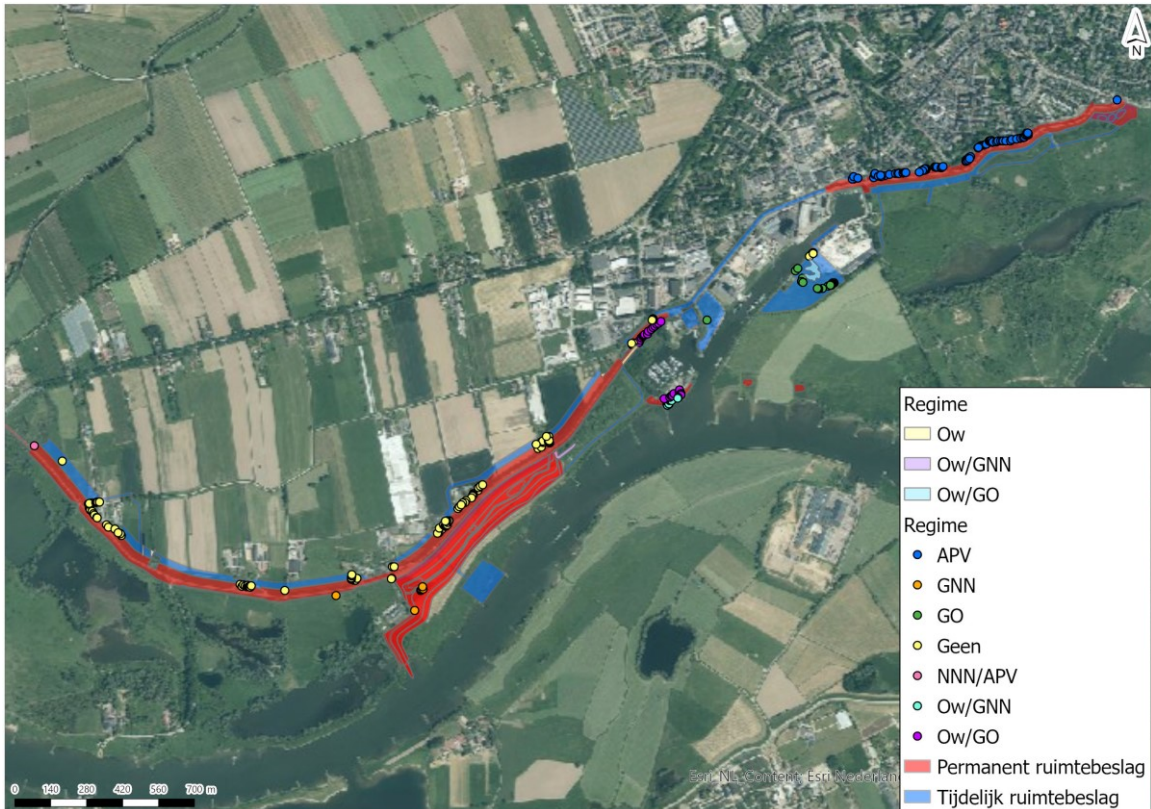 N
Regime
Ow
Ow/GNN
Ow/GO
Regime
APV
GNN
GO
Geen
NNN/APV
Ow/GNN
Ow/GO
Permanent ruimtebeslag
Tijdelijk ruimtebeslag
Esri NL, Content, Esri Nederland
0 140 280 420 560 700 m